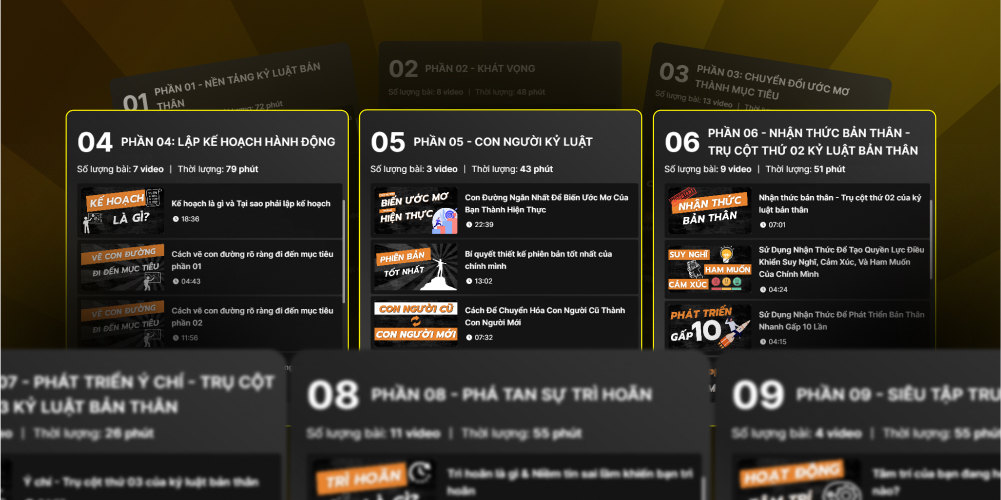 02 PHẦN 02 - KHÁT VỌNG
Số lượng bài: 8 video | Thời lượng: 48 phút
01 PHẦN 01 - NỀN TẢNG KỶ LUẬT BẢN
THÂN
72 phút
03 PHẦN 03: CHUYỂN ĐỔI ƯỚC MƠ
THÀNH MỤC TIÊU
Số lượng bài: 13 video | Thời
04 PHẦN 04: LẬP KẾ HOẠCH HÀNH ĐỘNG
Số lượng bài: 7 video | Thời lượng: 79 phút
KẾ HOẠCH
LÀ GÌ?
Kế hoạch là gì và Tại sao phải lập kế hoạch
18:36
VẼ CON ĐƯỜNG
ĐI ĐẾN MỤC TIÊU
Cách vẽ con đường rõ ràng đi đến mục tiêu
phần 01
04:43
VẼ CON ĐƯỜNG
ĐI ĐẾN MỤC TIÊU
Cách vẽ con đường rõ ràng đi đến mục tiêu
phần 02
11:56
05 PHẦN 05 - CON NGƯỜI KỶ LUẬT
Số lượng bài: 3 video | Thời lượng: 43 phút
BIẾN ƯỚC MƠ
HIỆN THỰC
Con Đường Ngắn Nhất Để Biến Ước Mơ Của
Bạn Thành Hiện Thực
22:39
PHIÊN BẢN
TỐT NHẤT
Bí quyết thiết kế phiên bản tốt nhất của
chính mình
13:02
CON NGƯỜI CŨ
CON NGƯỜI MỚI
Cách Để Chuyển Hóa Con Người Cũ Thành
Con Người Mới
07:32
06 PHẦN 06 - NHẬN THỨC BẢN THÂN -
TRỤ CỘT THỨ 02 KỶ LUẬT BẢN THÂN
Số lượng bài: 9 video | Thời lượng: 51 phút
NHẬN THỨC
BẢN THÂN
Nhận thức bản thân - Trụ cột thứ 02 của kỷ
luật bản thân
07:01
SUY NGHĨ
HAM MUỐN
CẢM XÚC
Sử Dụng Nhận Thức Để Tạo Quyền Lực Điều
Khiển Suy Nghĩ, Cảm Xúc, Và Ham Muốn
Của Chính Mình
04:24
PHÁT TRIỂN
GẤP 10
Sử Dụng Nhận Thức Để Phát Triển Bản Thân
Nhanh Gấp 10 Lần
04:15
07 - PHÁT TRIỂN Ý CHÍ - TRỤ CỘT
3 KỶ LUẬT BẢN THÂN
Thời lượng: 26 phút
Ý chí - Trụ cột thứ 03 của kỷ luật bản thân
08 PHẦN 08 - PHÁ TAN SỰ TRÌ HOÃN
Số lượng bài: 11 video | Thời lượng: 55 phút
TRÌ HOÃN
LÀ GÌ?
Trì hoãn là gì & Niềm tin sai lầm khiến bạn trì
hoãn
09 PHẦN 09 - SIÊU TẬP TRU
Số lượng bài: 4 video | Thời lượng: 55 phú
HOẠT ĐỘNG
TÂM TRÍ
Tâm trí của bạn đang h
nào?